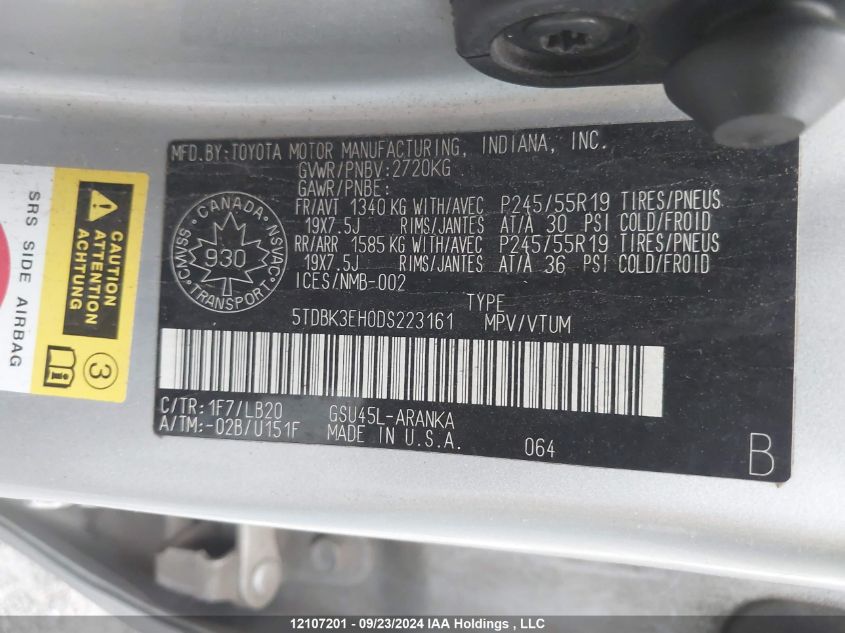 MFD.BY:TOYOTA MOTOR MANUFACTURING, INDIANA, INC.
GVWR/PNBV:2720KG
GAWR/PNBE:
FR/AVT 1340 KG WITH/AVEC P245/55R19 TIRES/PNEUS
19X7.5J RIMS/JANTES AT/A 30 PSI COLD/FROID
RR/ARR 1585 KG WITH/AVEC P245/55R19 TIRES/PNEUS
19X7.5J RIMS/JANTES AT/A 36 PSI COLD/FROID
ICES/NMB-002
CANADA
CMVSS 930 NSVAC
TRANSPORT
TYPE
5TDBK3EH0DS223161 MPV/VTUM
C/TR: 1F7/LB20 GSU45L-ARANKA
A/TM:-02B/U151F MADE IN U.S.A. 064
B
SRS SIDE AIRBAG
CAUTION
ATTENTION
ACHTUNG
3
12107201 - 09/23/2024 IAA Holdings , LLC